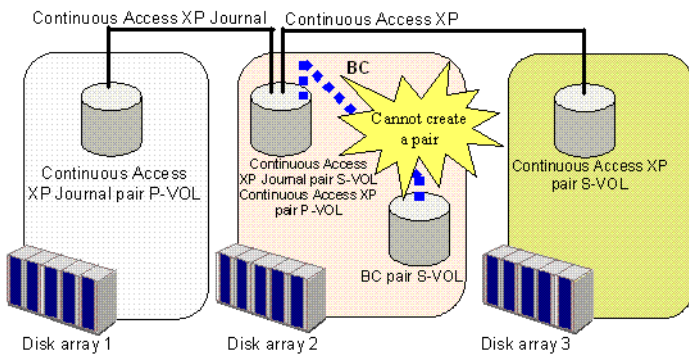 Continuous Access XP Journal
Continuous Access XP
BC
Cannot create
a pair
Continuous Access
XP Journal pair P-VOL
Continuous Access
XP Journal pair S-VOL
Continuous Access XP
pair P-VOL
Continuous Access XP
pair S-VOL
BC pair S-VOL
Disk array 1
Disk array 2
Disk array 3